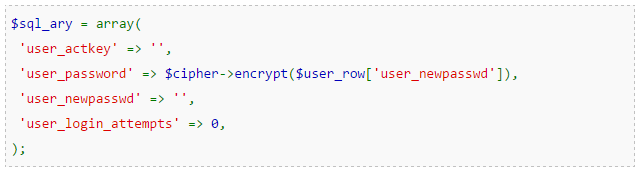 $sql_ary = array(
'user_actkey' => '',
'user_password' => $cipher->encrypt($user_row['user_newpasswd']),
'user_newpasswd' => '',
'user_login_attempts' => 0,
);